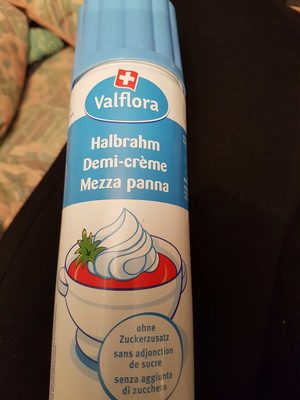 Valflora
Halbrahm
Demi-crème
Mezza panna
ohne
Zuckerzusatz
sans adjonction
de sucre
senza aggiunta
di zucchero